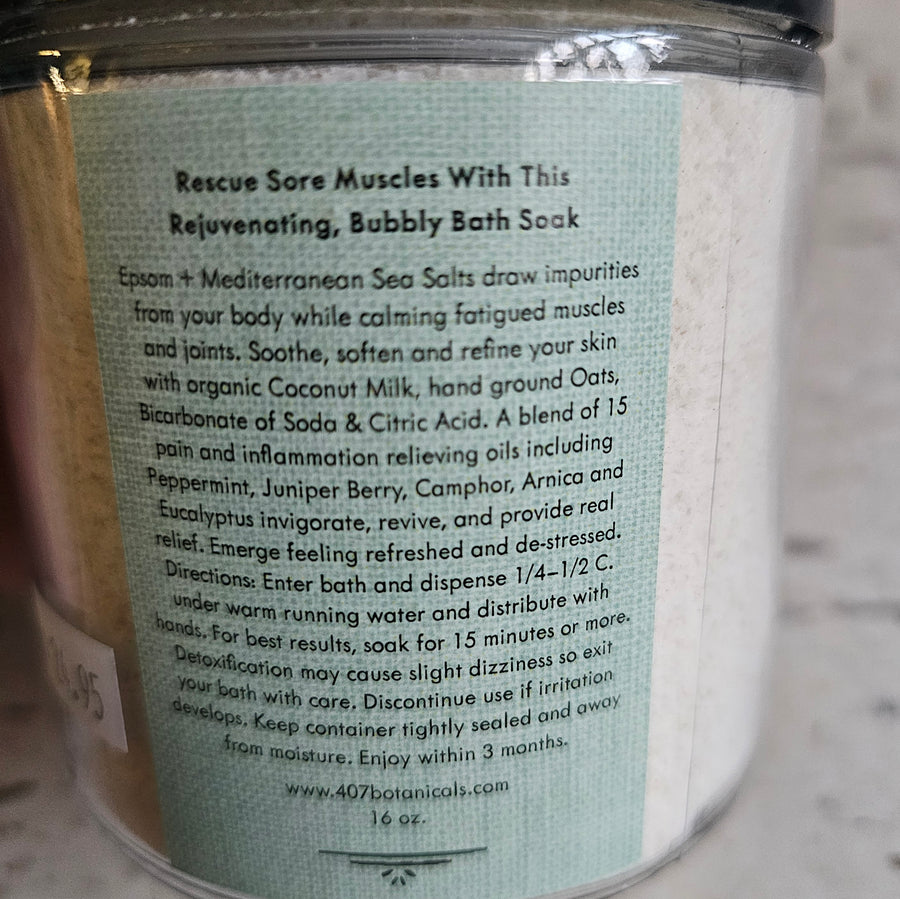 Rescue Sore Muscles With This
Rejuvenating, Bubbly Bath Soak
Epsom + Mediterranean Sea Salts draw impurities
from your body while calming fatigued muscles
and joints. Soothe, soften and refine your skin
with organic Coconut Milk, hand ground Oats,
Bicarbonate of Soda & Citric Acid. A blend of 15
pain and inflammation relieving oils including
Peppermint, Juniper Berry, Camphor, Arnica and
Eucalyptus invigorate, revive, and provide real
relief. Emerge feeling refreshed and de-stressed.
Directions: Enter bath and dispense 1/4–1/2 C.
under warm running water and distribute with
hands. For best results, soak for 15 minutes or more.
Detoxification may cause slight dizziness so exit
your bath with care. Discontinue use if irritation
develops. Keep container tightly sealed and away
from moisture. Enjoy within 3 months.
www.407botanicals.com
16 oz.